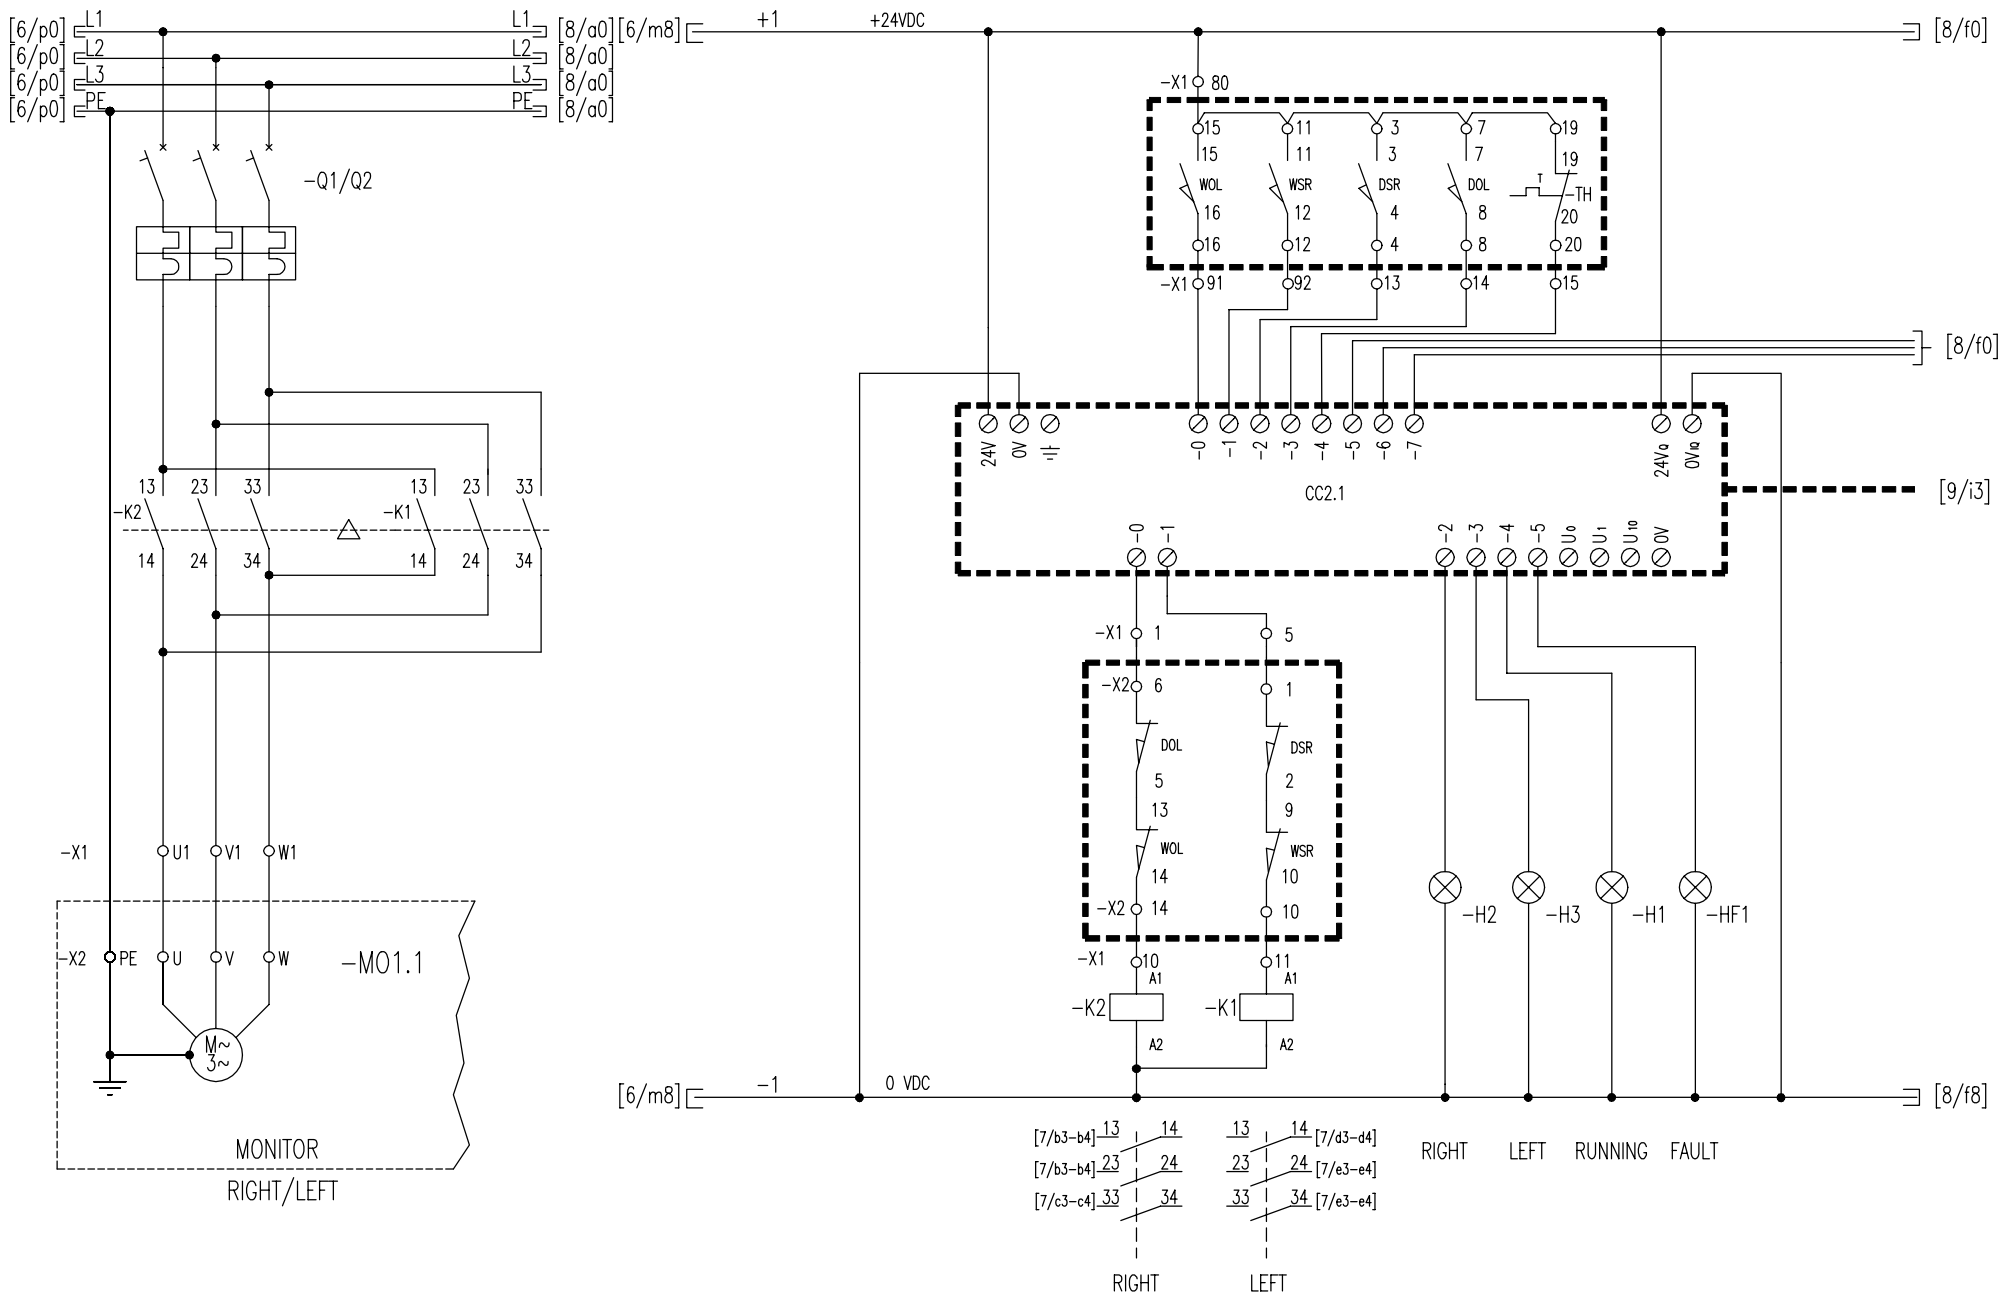 [6/p0] L1 L1 [8/a0] [6/m8] +1 +24VDC [8/f0]
[6/p0] L2 L2 [8/a0]
[6/p0] L3 L3 [8/a0]
[6/p0] PE PE [8/a0]
-X1 80
15 11 3 7 19
15 11 3 7 19
-Q1/Q2
WOL WSR DSR DOL T -TH
16 12 4 8 20
16 12 4 8 20
-X1 91 92 13 14 15
[8/f0]
24V 0V -0 -1 -2 -3 -4 -5 -6 -7 24VQ 0VIQ
CC2.1 [9/i3]
13 23 33 13 23 33
-K2 -K1
14 24 34 14 24 34
-0 -1 -2 -3 -4 -5 U0 U1 U10 0V
-X1 1 5
-X2 6 1
DOL DSR
5 2
13 9
WOL WSR
14 10
-X2 14 10
-X1 U1 V1 W1
-H2 -H3 -H1 -HF1
-X2 PE U V W -M01.1
-X1 10 11
A1 A1
-K2 -K1
A2 A2
M~
3~
[6/m8] -1 0 VDC [8/f8]
MONITOR
RIGHT/LEFT
[7/b3-b4] 13 14 13 14 [7/d3-d4]
[7/b3-b4] 23 24 23 24 [7/e3-e4]
[7/c3-c4] 33 34 33 34 [7/e3-e4]
RIGHT LEFT RUNNING FAULT
RIGHT LEFT